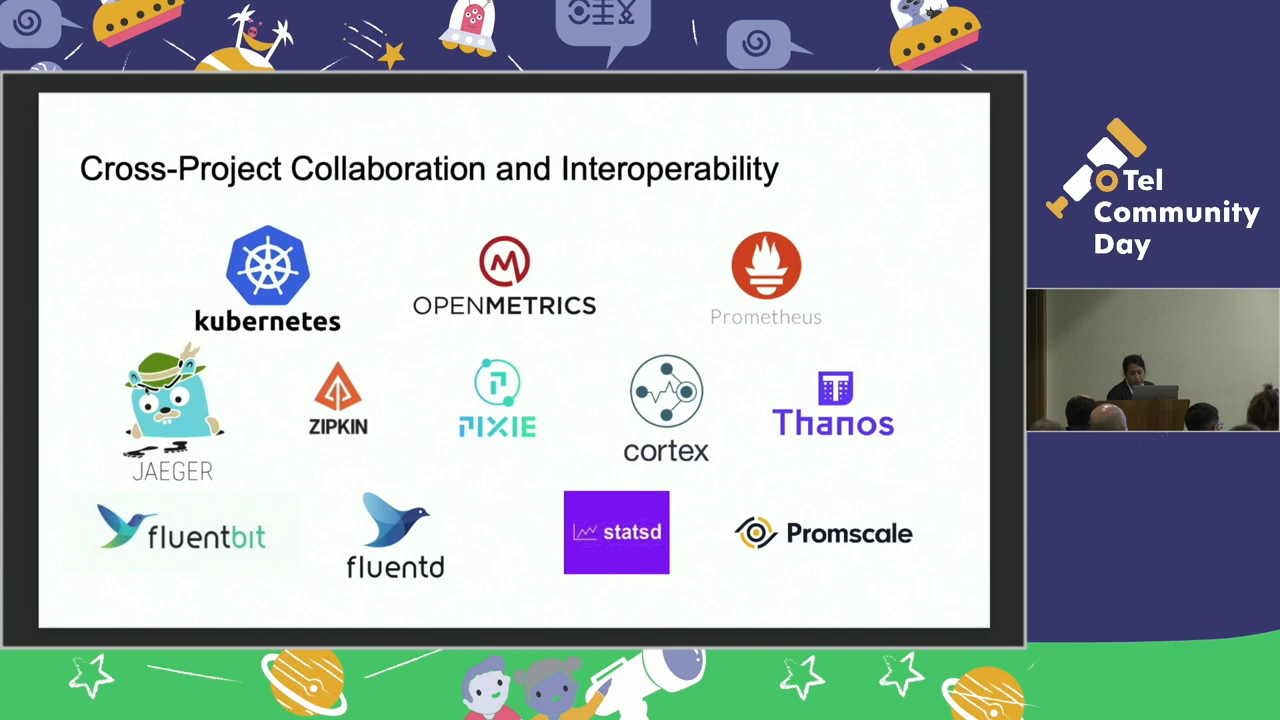 Cross-Project Collaboration and Interoperability
kubernetes
OPENMETRICS
Prometheus
JAEGER
ZIPKIN
PIXIE
cortex
Thanos
fluentbit
fluentd
statsd
Promscale
OTel
Community
Day